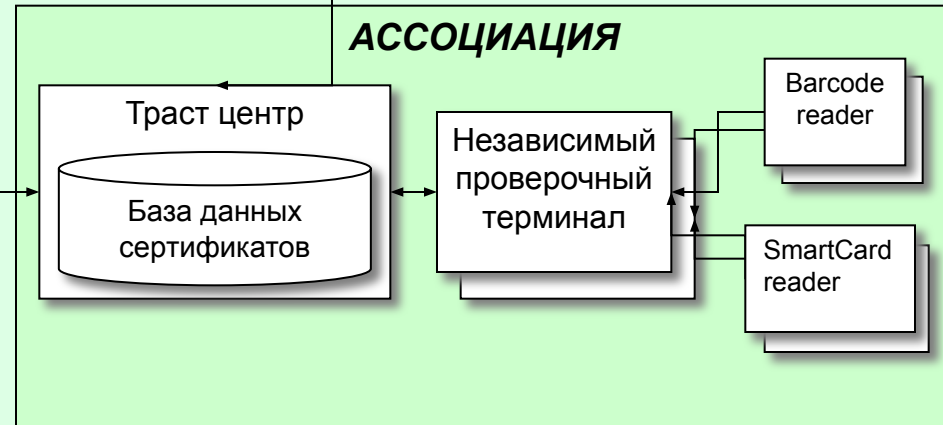 АССОЦИАЦИЯ
Траст центр
База данных
сертификатов
Независимый
проверочный
терминал
Barcode
reader
SmartCard
reader